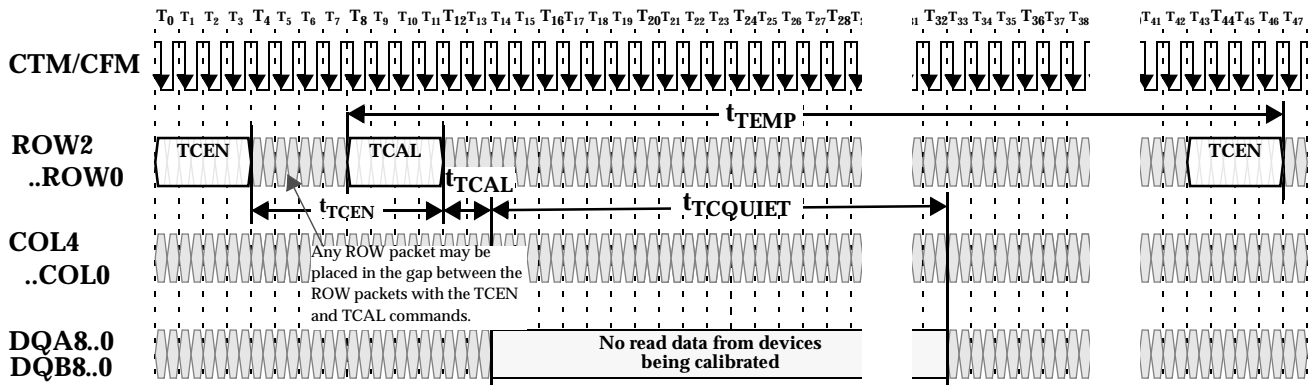 T0 T1 T2 T3 T4 T5 T6 T7 T8 T9 T10 T11 T12 T13 T14 T15 T16 T17 T18 T19 T20 T21 T22 T23 T24 T25 T26 T27 T28 T32 T33 T34 T35 T36 T37 T38 T41 T42 T43 T44 T45 T46 T47
CTM/CFM
tTEMP
ROW2
..ROW0
TCEN
TCAL
TCEN
tTCAL
tTCEN
tTCQUIET
Any ROW packet may be
placed in the gap between the
ROW packets with the TCEN
and TCAL commands.
COL4
..COL0
DQA8..0
DQB8..0
No read data from devices
being calibrated